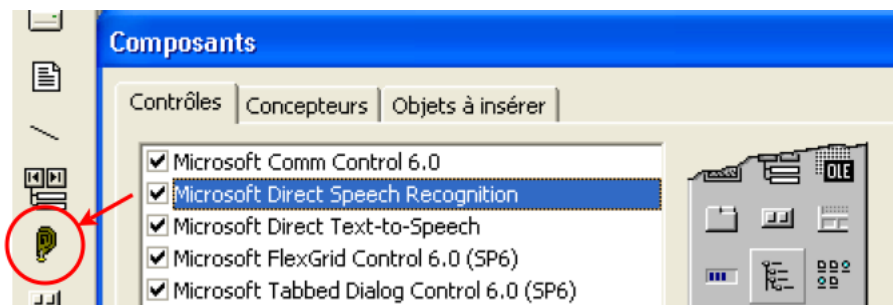 Composants
Contrôles Concepteurs Objets à insérer
Microsoft Comm Control 6.0
Microsoft Direct Speech Recognition
Microsoft Direct Text-to-Speech
Microsoft FlexGrid Control 6.0 (SP6)
Microsoft Tabbed Dialog Control 6.0 (SP6)
OLE